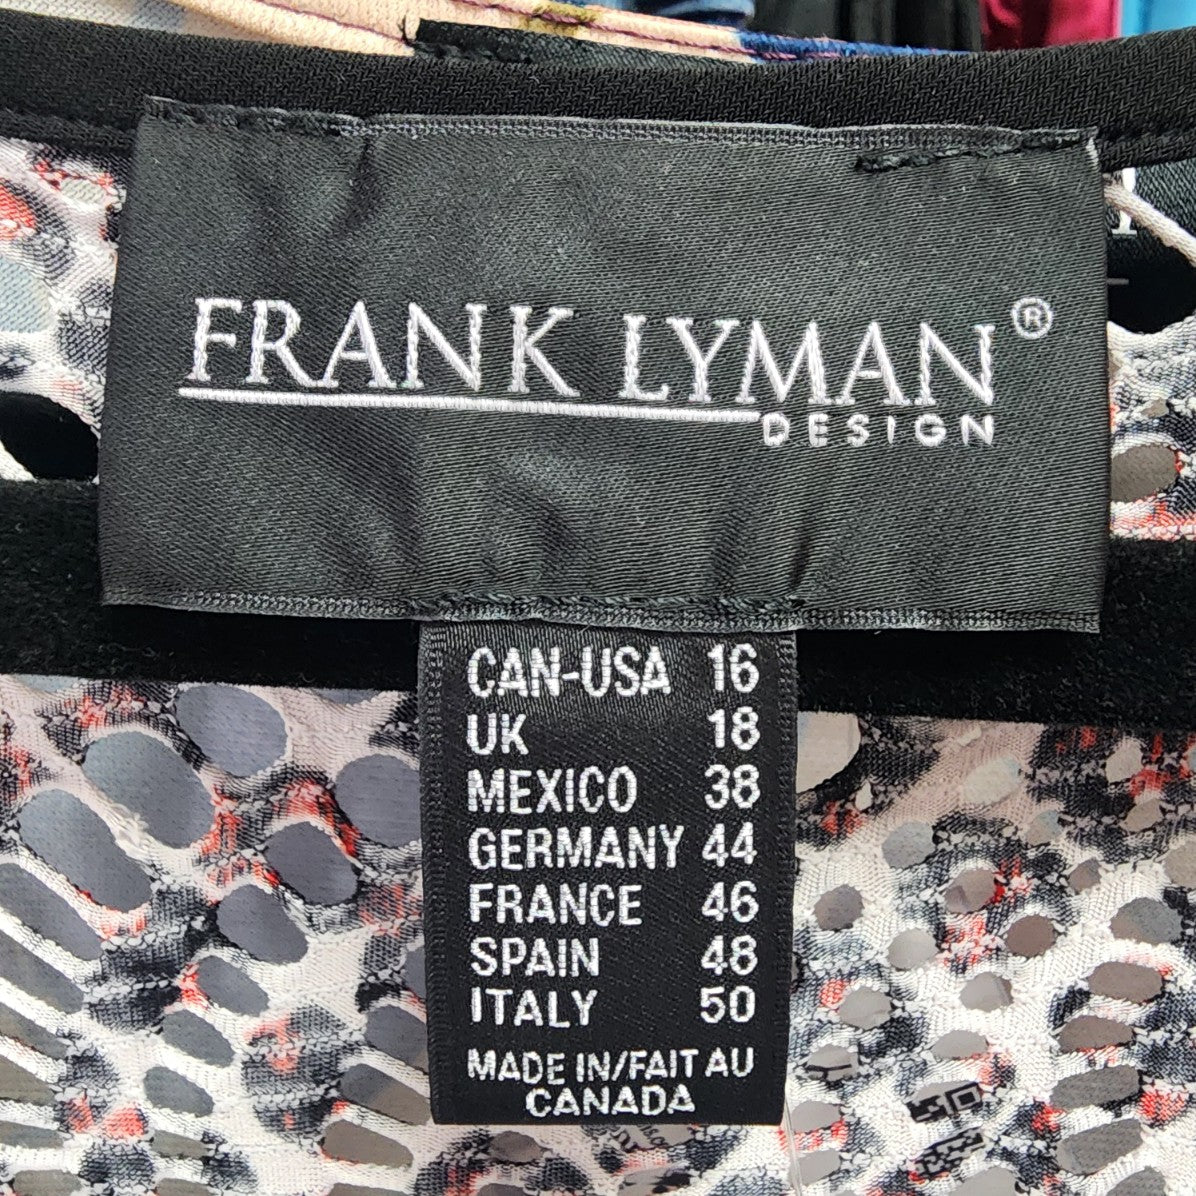 FRANK LYMAN®
DESIGN
CAN-USA 16
UK 18
MEXICO 38
GERMANY 44
FRANCE 46
SPAIN 48
ITALY 50
MADE IN/FAIT AU
CANADA